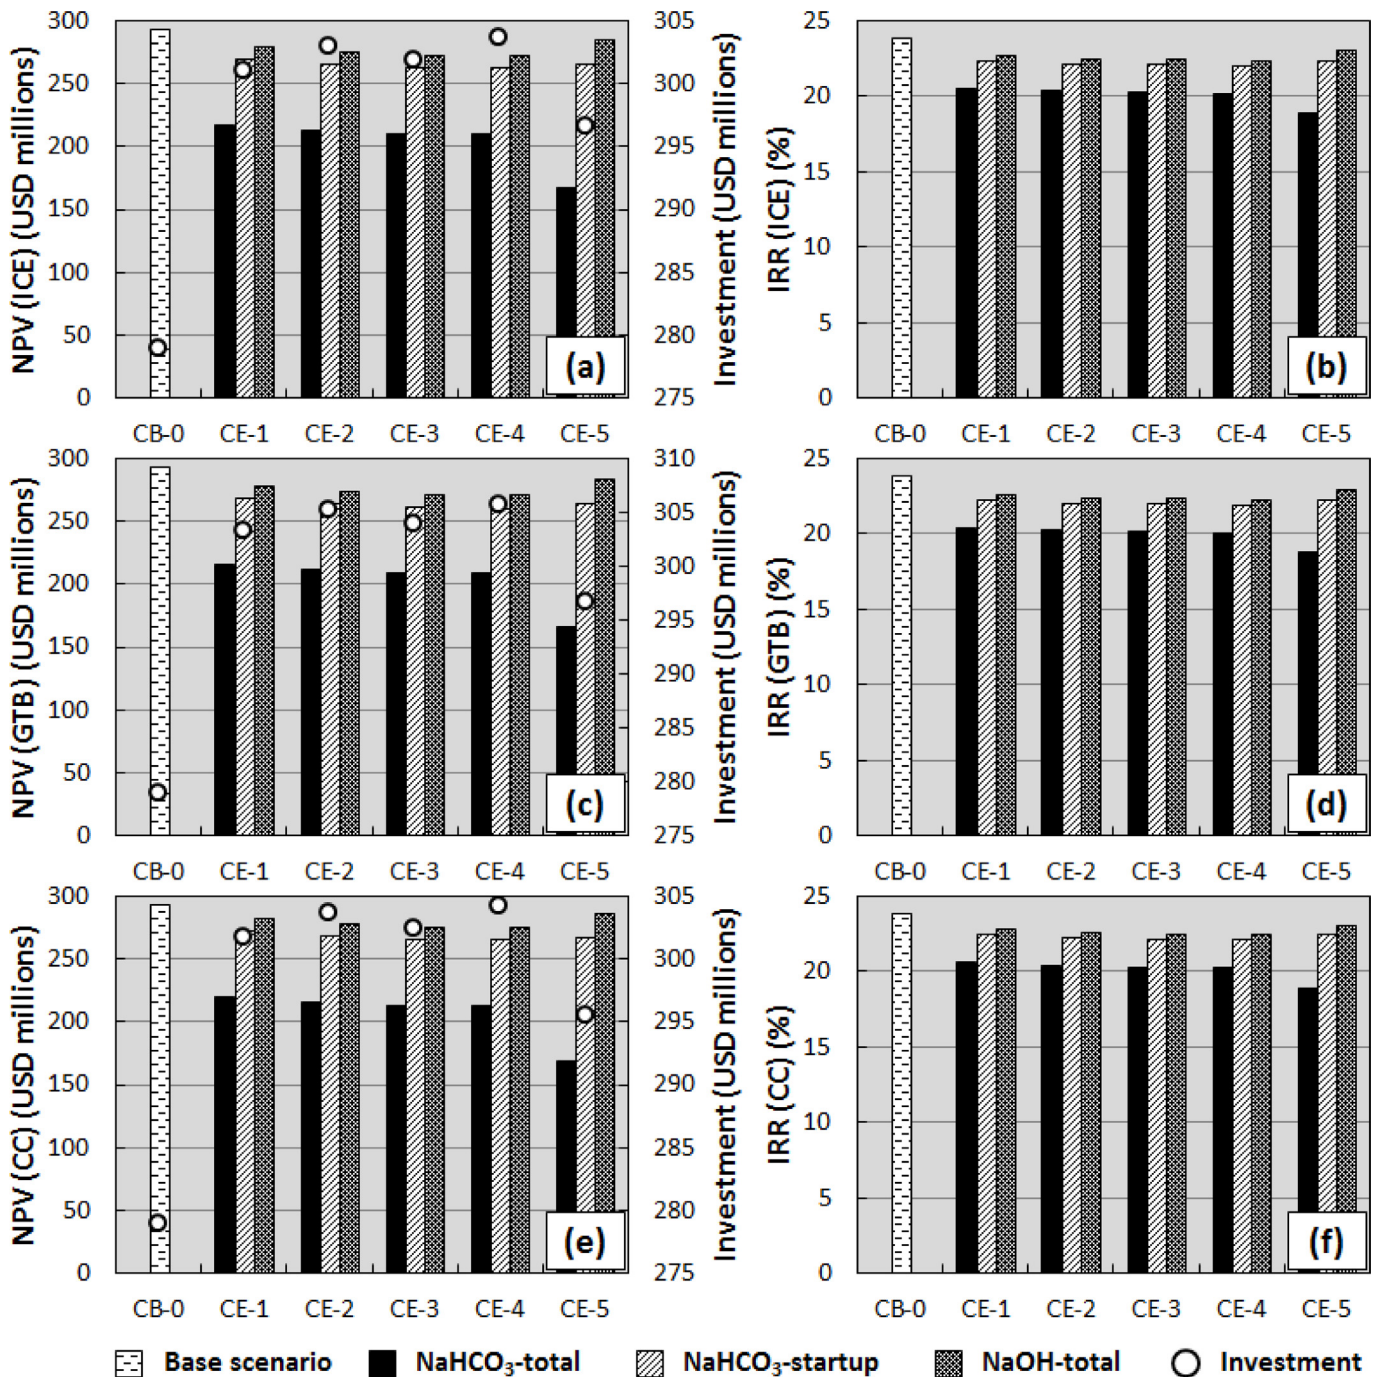 NPV (ICE) (USD millions)
300
250
200
150
100
50
0
305
300
295
290
285
280
275
Investment (USD millions)
(a)
CB-0 CE-1 CE-2 CE-3 CE-4 CE-5
IRR (ICE) (%)
25
20
15
10
5
0
(b)
CB-0 CE-1 CE-2 CE-3 CE-4 CE-5
NPV (GTB) (USD millions)
300
250
200
150
100
50
0
310
305
300
295
290
285
280
275
Investment (USD millions)
(c)
CB-0 CE-1 CE-2 CE-3 CE-4 CE-5
IRR (GTB) (%)
25
20
15
10
5
0
(d)
CB-0 CE-1 CE-2 CE-3 CE-4 CE-5
NPV (CC) (USD millions)
300
250
200
150
100
50
0
305
300
295
290
285
280
275
Investment (USD millions)
(e)
CB-0 CE-1 CE-2 CE-3 CE-4 CE-5
IRR (CC) (%)
25
20
15
10
5
0
(f)
CB-0 CE-1 CE-2 CE-3 CE-4 CE-5
Base scenario NaHCO₃-total NaHCO₃-startup NaOH-total Investment